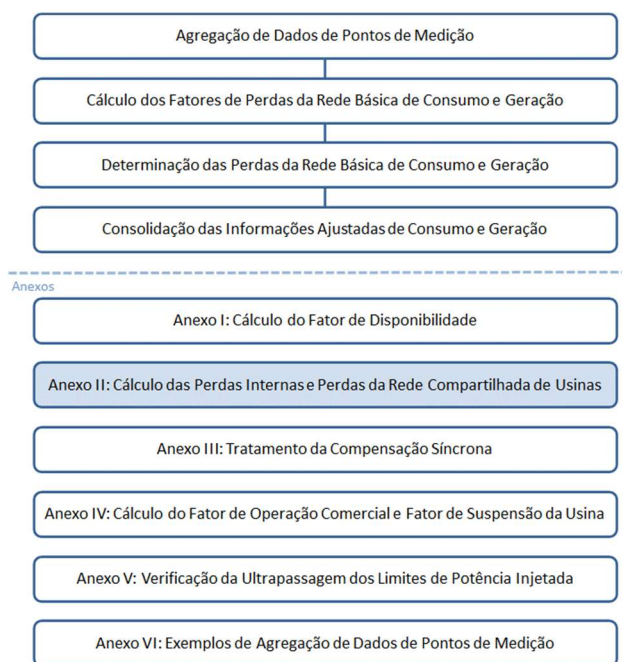 Agregação de Dados de Pontos de Medição
Cálculo dos Fatores de Perdas da Rede Básica de Consumo e Geração
Determinação das Perdas da Rede Básica de Consumo e Geração
Consolidação das Informações Ajustadas de Consumo e Geração
Anexos
Anexo I: Cálculo do Fator de Disponibilidade
Anexo II: Cálculo das Perdas Internas e Perdas da Rede Compartilhada de Usinas
Anexo III: Tratamento da Compensação Síncrona
Anexo IV: Cálculo do Fator de Operação Comercial e Fator de Suspensão da Usina
Anexo V: Verificação da Ultrapassagem dos Limites de Potência Injetada
Anexo VI: Exemplos de Agregação de Dados de Pontos de Medição